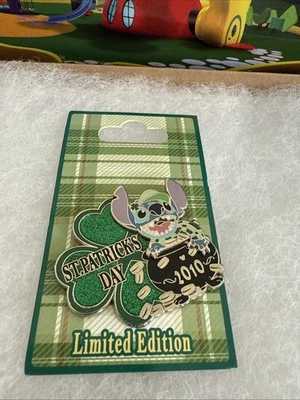 ST.PATRICK'S
DAY
2010
Limited Edition